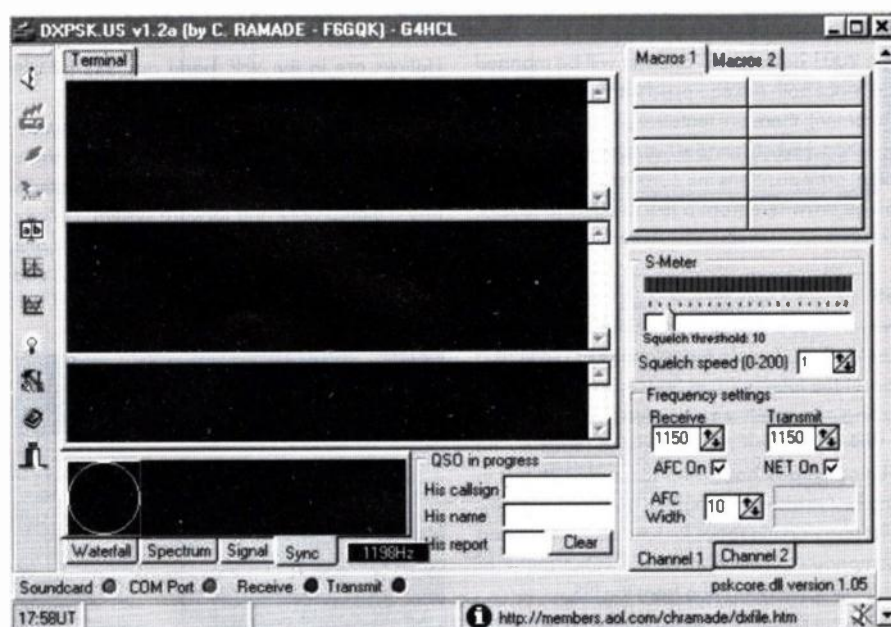 DXPSK.US v1.2a (by C. RAMADE - F6GQK) - G4HCL
Terminal
Macros 1
Macros 2
S-Meter
Squelch threshold: 10
Squelch speed (0-200) 1
Frequency settings
Receive Transmit
1150 1150
AFC On NET On
AFC Width 10
Channel 1 Channel 2
QSO in progress
His callsign
His name
His report
Clear
Waterfall Spectrum Signal Sync
1198Hz
Soundcard COM Port Receive Transmit
pskcore.dll version 1.05
17:58UT
http://members.aol.com/chramade/dxfile.htm